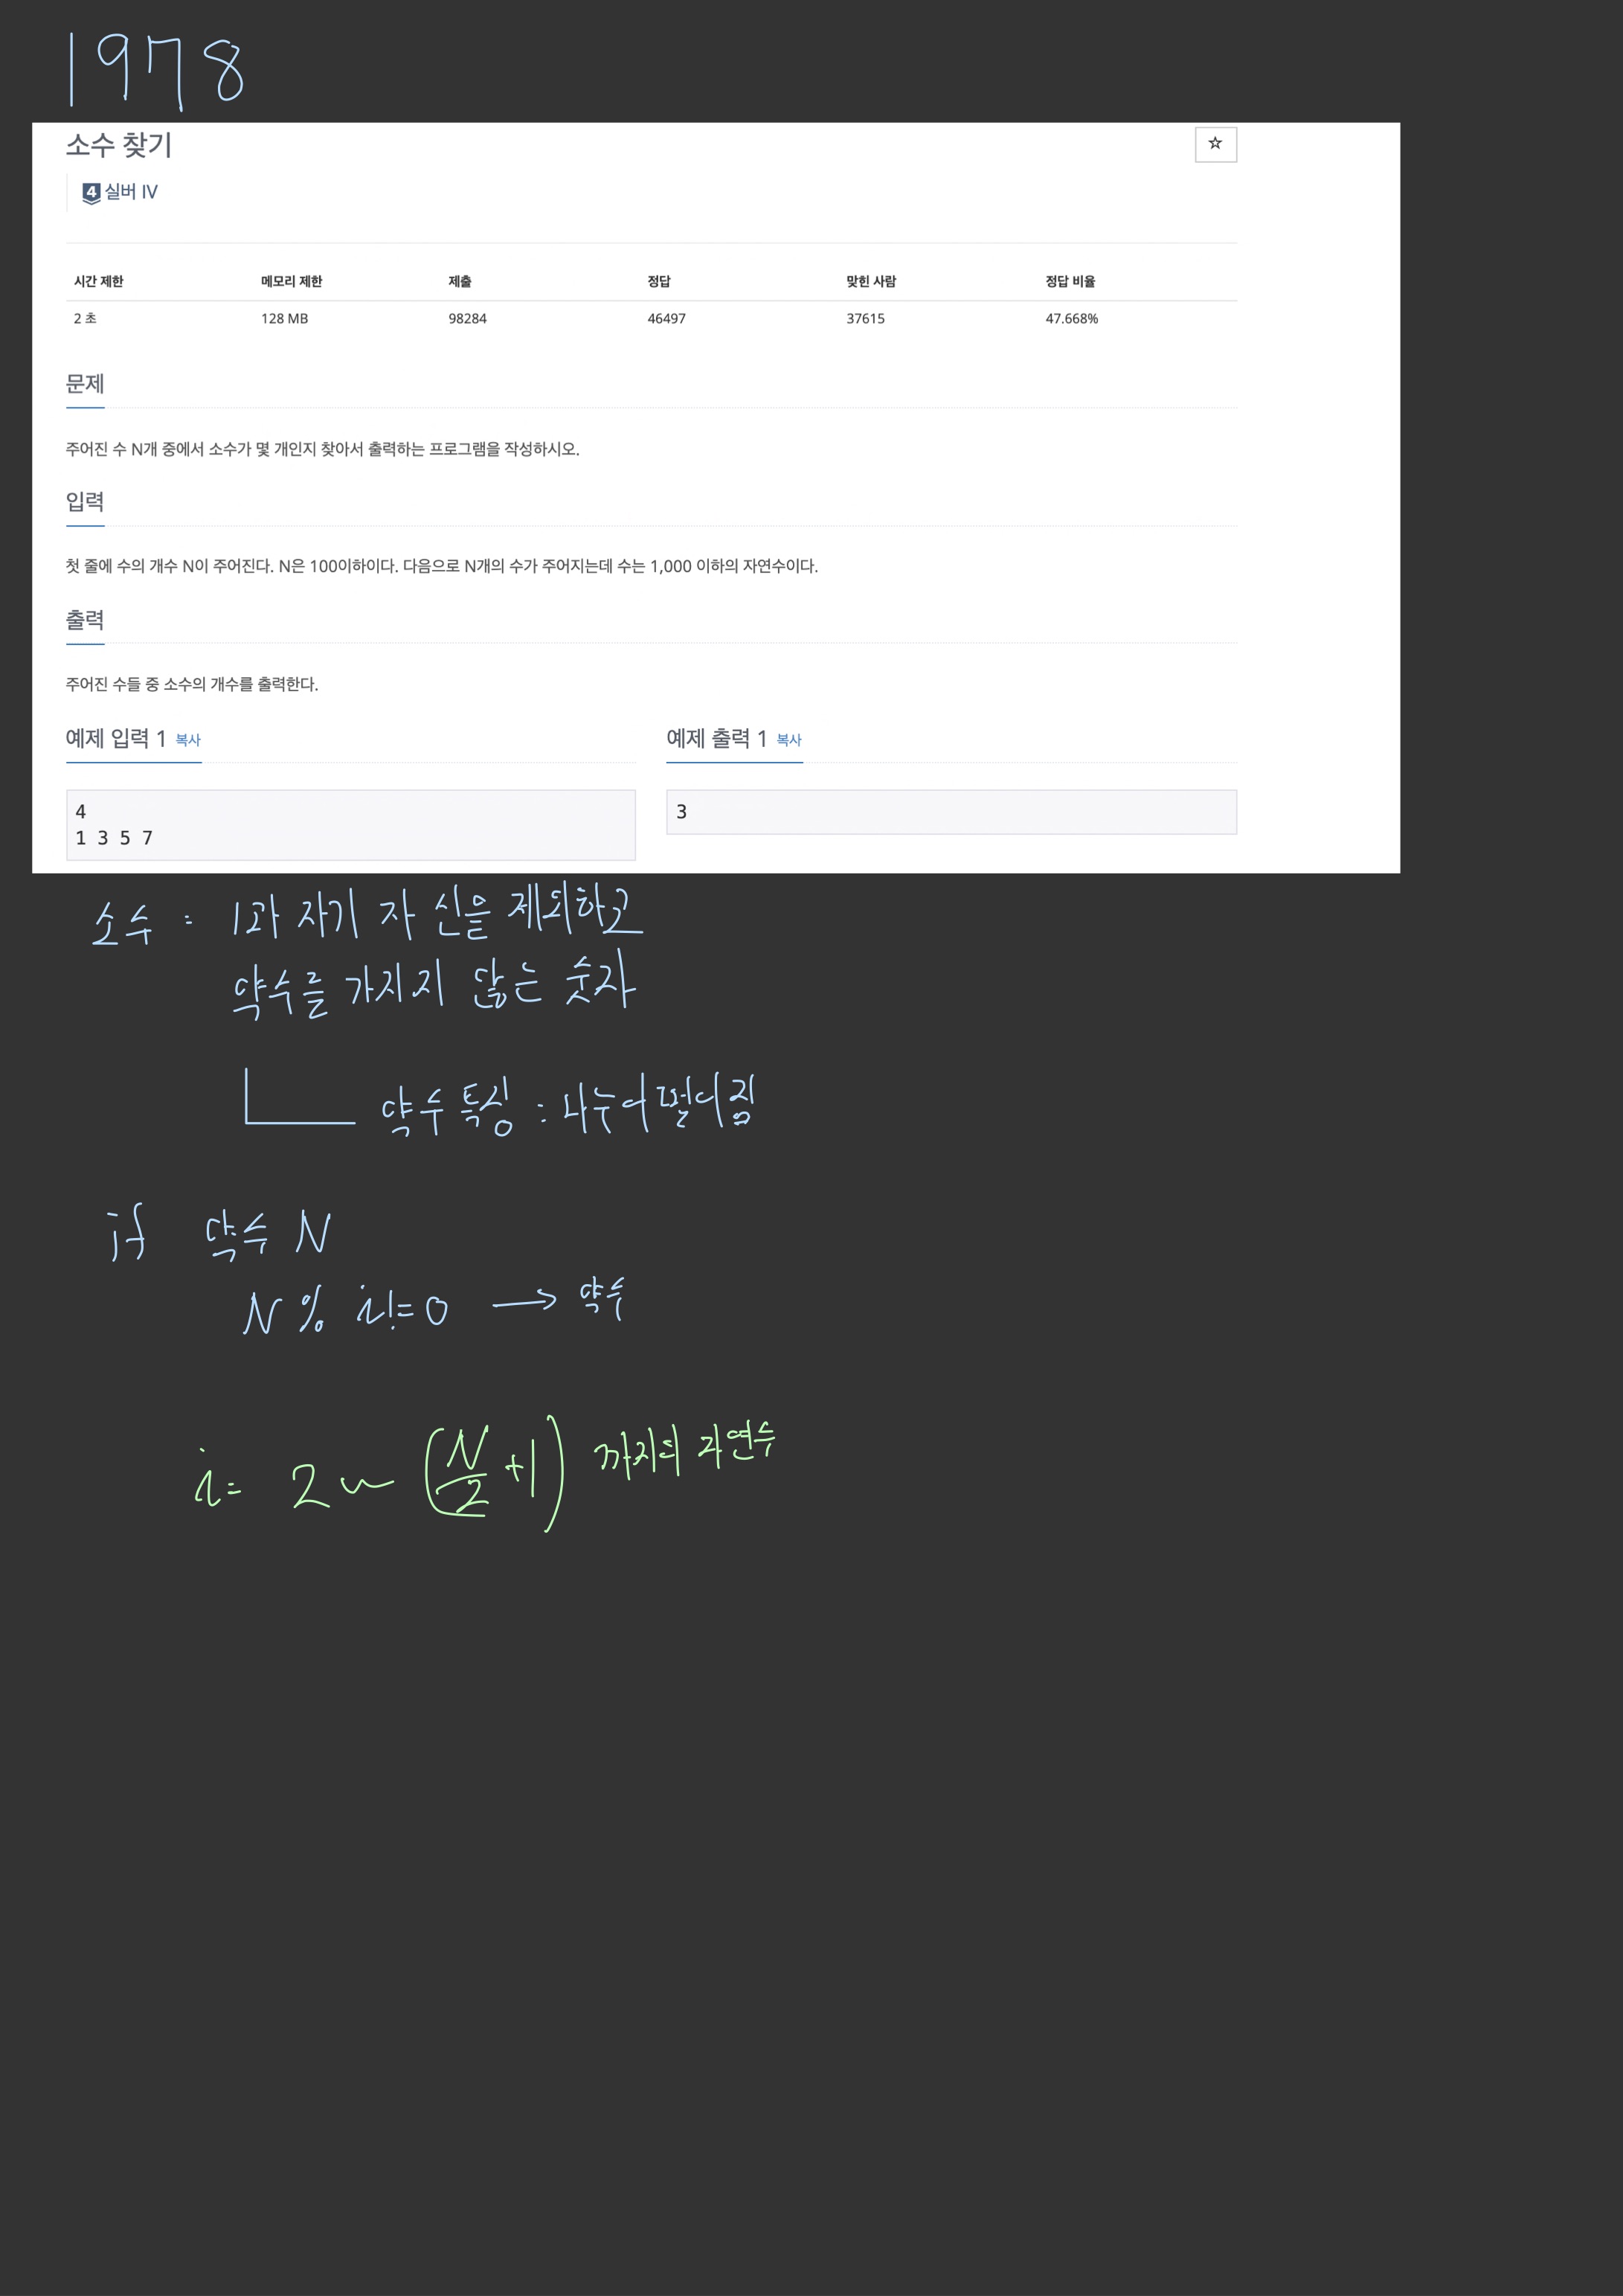 1978
소수 찾기
☆
4 실버 IV
시간 제한 메모리 제한 제출 정답 맞힌 사람 정답 비율
2 초 128 MB 98284 46497 37615 47.668%
문제
주어진 수 N개 중에서 소수가 몇 개인지 찾아서 출력하는 프로그램을 작성하시오.
입력
첫 줄에 수의 개수 N이 주어진다. N은 100이하이다. 다음으로 N개의 수가 주어지는데 수는 1,000 이하의 자연수이다.
출력
주어진 수들 중 소수의 개수를 출력한다.
예제 입력 1 복사
4
1 3 5 7
예제 출력 1 복사
3
소수 : 1과 자기 자신을 제외하고
약수를 가지지 않는 숫자
약수 특징 : 나누어 떨어짐
if 약수 N
N % i != 0 → 약수
i = 2 ~ (N/2 + 1) 까지의 자연수